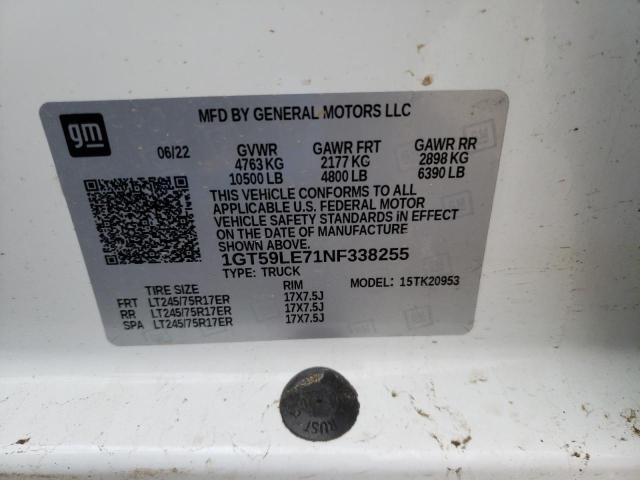 gm
MFD BY GENERAL MOTORS LLC
06/22 GVWR GAWR FRT GAWR RR
4763 KG 2177 KG 2898 KG
10500 LB 4800 LB 6390 LB
THIS VEHICLE CONFORMS TO ALL
APPLICABLE U.S. FEDERAL MOTOR
VEHICLE SAFETY STANDARDS IN EFFECT
ON THE DATE OF MANUFACTURE
SHOWN ABOVE.
1GT59LE71NF338255
TYPE: TRUCK MODEL: 15TK20953
TIRE SIZE RIM
FRT LT245/75R17ER 17X7.5J
RR LT245/75R17ER 17X7.5J
SPA LT245/75R17ER 17X7.5J
RUST